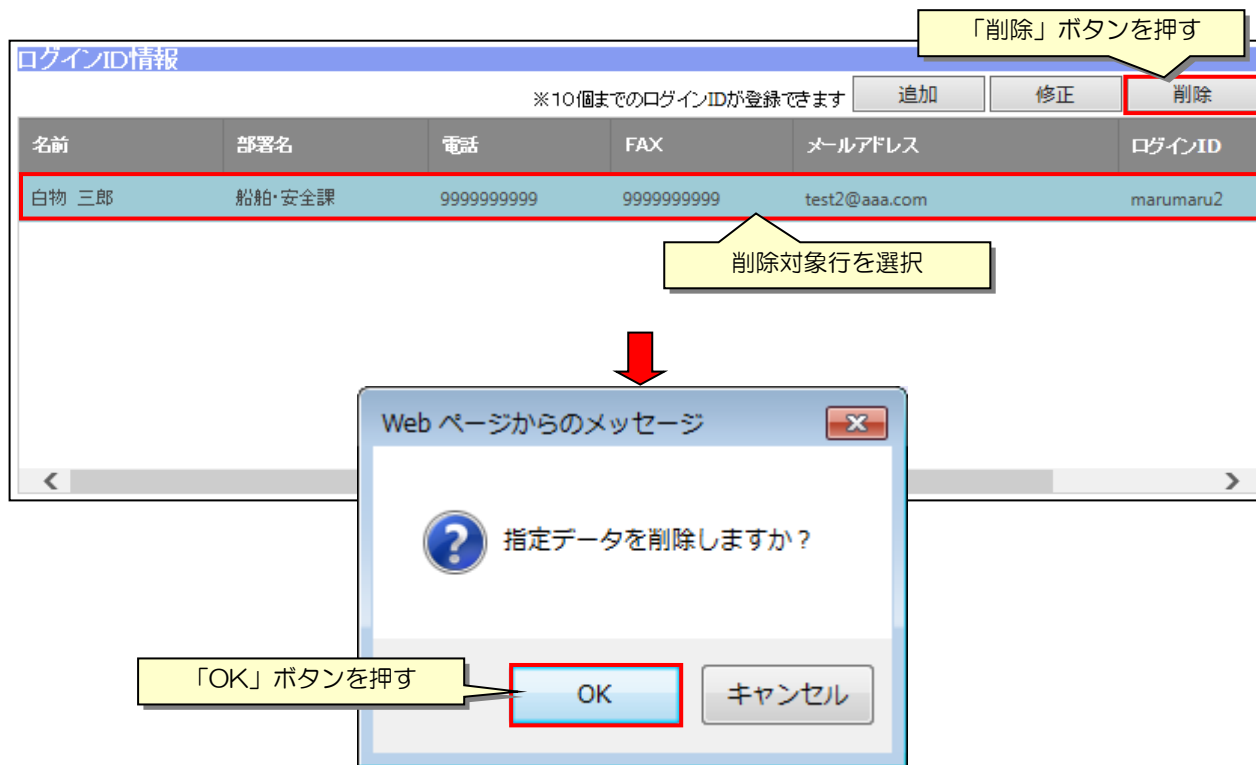 「削除」ボタンを押す
ログインID情報
※10個までのログインIDが登録できます 追加 修正 削除
名前 部署名 電話 FAX メールアドレス ログインID
白物 三郎 船舶・安全課 9999999999 9999999999 test2@aaa.com marumaru2
削除対象行を選択
Web ページからのメッセージ
指定データを削除しますか？
「OK」ボタンを押す
OK キャンセル